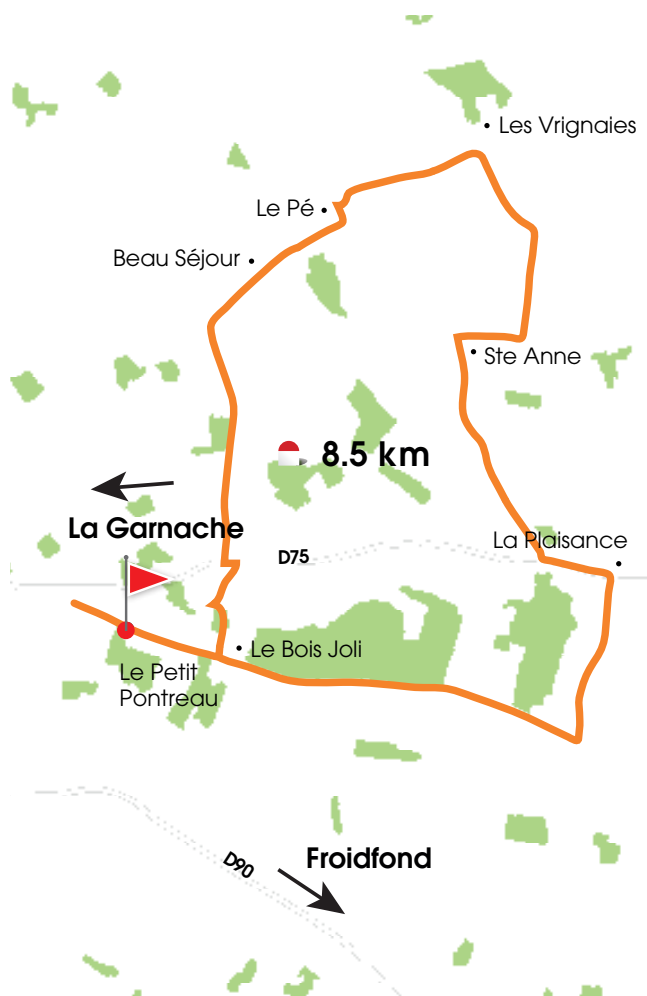 Les Vrignaies
Le Pé
Beau Séjour
Ste Anne
8.5 km
La Garnache
La Plaisance
D75
Le Bois Joli
Le Petit
Pontreau
D90
Froidfond